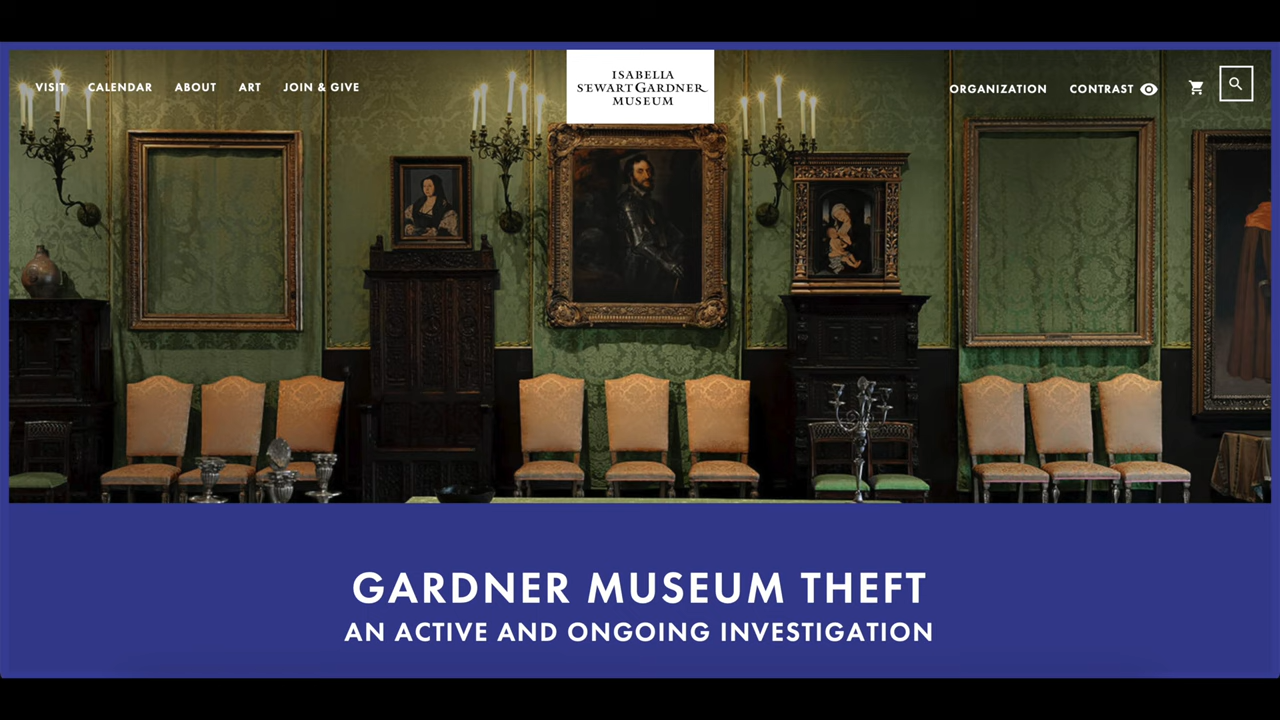 VISIT CALENDAR ABOUT ART JOIN & GIVE
ISABELLA
STEWART GARDNER
MUSEUM
ORGANIZATION CONTRAST
GARDNER MUSEUM THEFT
AN ACTIVE AND ONGOING INVESTIGATION